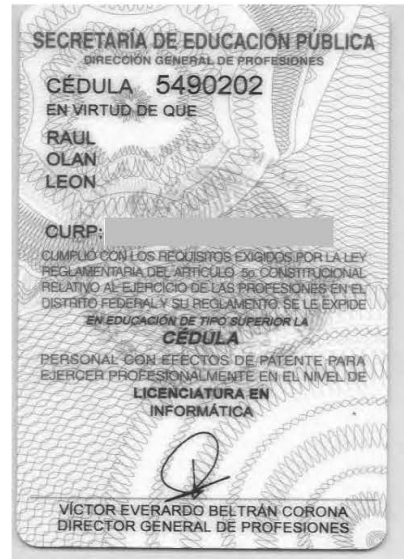 SECRETARÍA DE EDUCACIÓN PÚBLICA
DIRECCIÓN GENERAL DE PROFESIONES
CÉDULA 5490202
EN VIRTUD DE QUE
RAUL
OLAN
LEON
CURP:
CUMPLIÓ CON LOS REQUISITOS EXIGIDOS POR LA LEY
REGLAMENTARIA DEL ARTÍCULO 5o. CONSTITUCIONAL
RELATIVO AL EJERCICIO DE LAS PROFESIONES EN EL
DISTRITO FEDERAL Y SU REGLAMENTO SE LE EXPIDE
EN EDUCACIÓN DE TIPO SUPERIOR LA
CÉDULA
PERSONAL CON EFECTOS DE PATENTE PARA
EJERCER PROFESIONALMENTE EN EL NIVEL DE
LICENCIATURA EN
INFORMÁTICA
VÍCTOR EVERARDO BELTRÁN CORONA
DIRECTOR GENERAL DE PROFESIONES